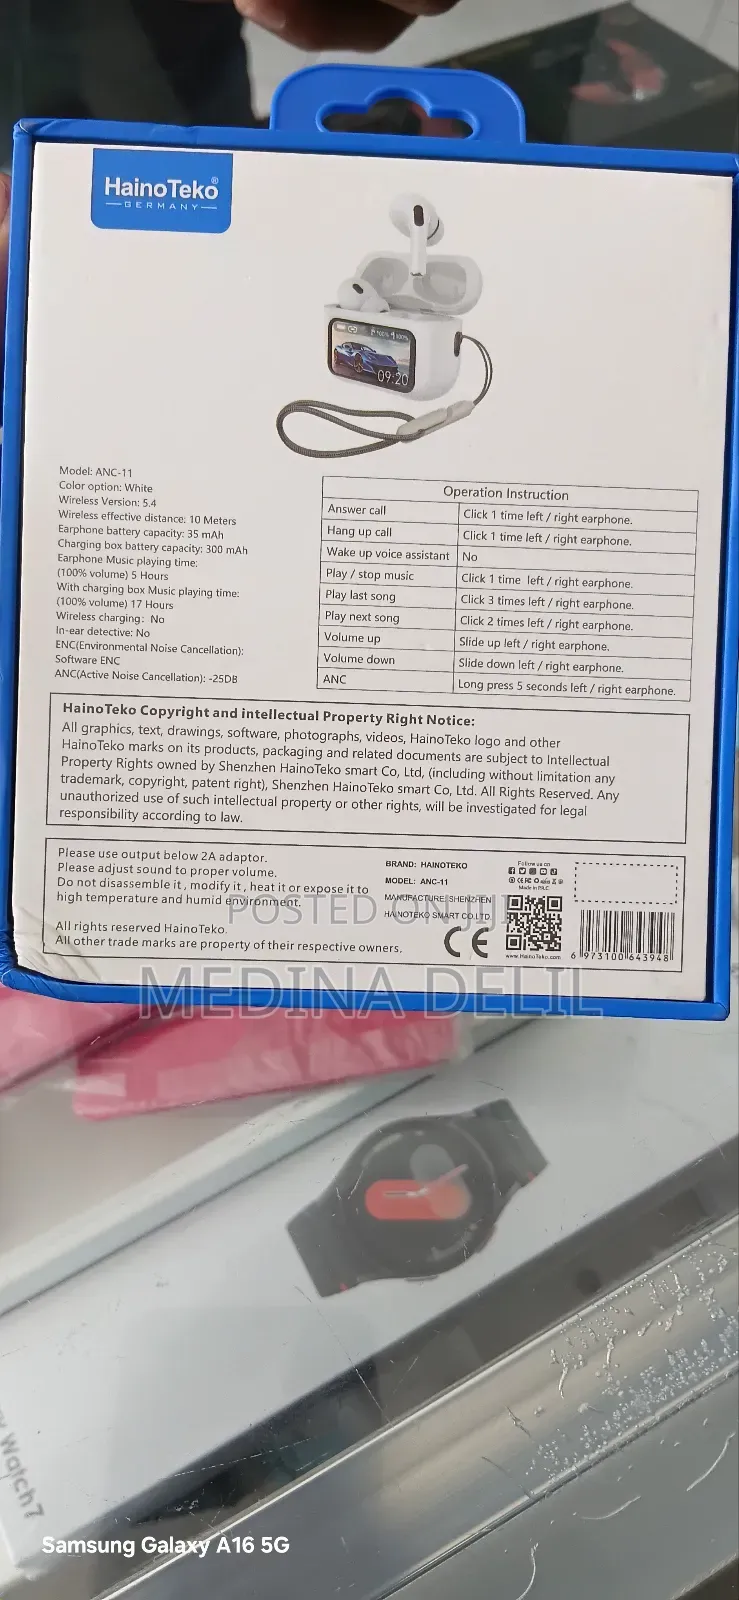 HainoTeko®
GERMANY
100% 100%
09:20
Model: ANC-11
Color option: White
Wireless Version: 5.4
Wireless effective distance: 10 Meters
Earphone battery capacity: 35 mAh
Charging box battery capacity: 300 mAh
Earphone Music playing time:
(100% volume) 5 Hours
With charging box Music playing time:
(100% volume) 17 Hours
Wireless charging: No
In-ear detective: No
ENC(Environmental Noise Cancellation):
Software ENC
ANC(Active Noise Cancellation): -25DB
Operation Instruction
Answer call Click 1 time left / right earphone.
Hang up call Click 1 time left / right earphone.
Wake up voice assistant No
Play / stop music Click 1 time left / right earphone.
Play last song Click 3 times left / right earphone.
Play next song Click 2 times left / right earphone.
Volume up Slide up left / right earphone.
Volume down Slide down left / right earphone.
ANC Long press 5 seconds left / right earphone.
HainoTeko Copyright and intellectual Property Right Notice:
All graphics, text, drawings, software, photographs, videos, HainoTeko logo and other
HainoTeko marks on its products, packaging and related documents are subject to Intellectual
Property Rights owned by Shenzhen HainoTeko smart Co, Ltd, (including without limitation any
trademark, copyright, patent right), Shenzhen HainoTeko smart Co, Ltd. All Rights Reserved. Any
unauthorized use of such intellectual property or other rights, will be investigated for legal
responsibility according to law.
Please use output below 2A adaptor.
Please adjust sound to proper volume.
Do not disassemble it , modify it , heat it or expose it to
high temperature and humid environment.
All rights reserved HainoTeko.
All other trade marks are property of their respective owners.
BRAND: HAINOTEKO
MODEL: ANC-11
MANUFACTURE: SHENZHEN
HAINOTEKO SMART CO.LTD.
CE
Follow us on
Made in P.R.C
www.HainoTeko.com
6 973100 643948
POSTED ON JIJI
MEDINA DELIL
Watch7
Samsung Galaxy A16 5G